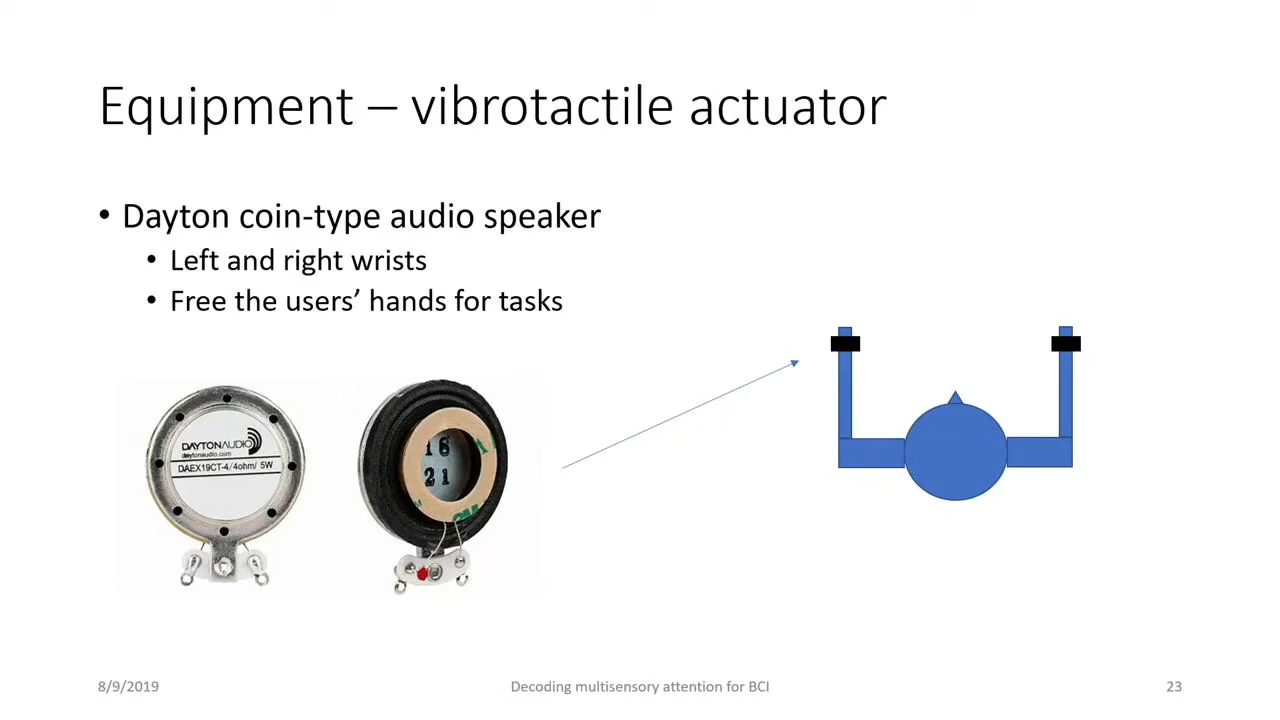 Equipment – vibrotactile actuator
• Dayton coin-type audio speaker
• Left and right wrists
• Free the users’ hands for tasks
DAYTONAUDIO
daytonaudio.com
DAEX19CT-4/4ohm/ 5W
16
21
8/9/2019
Decoding multisensory attention for BCI
23